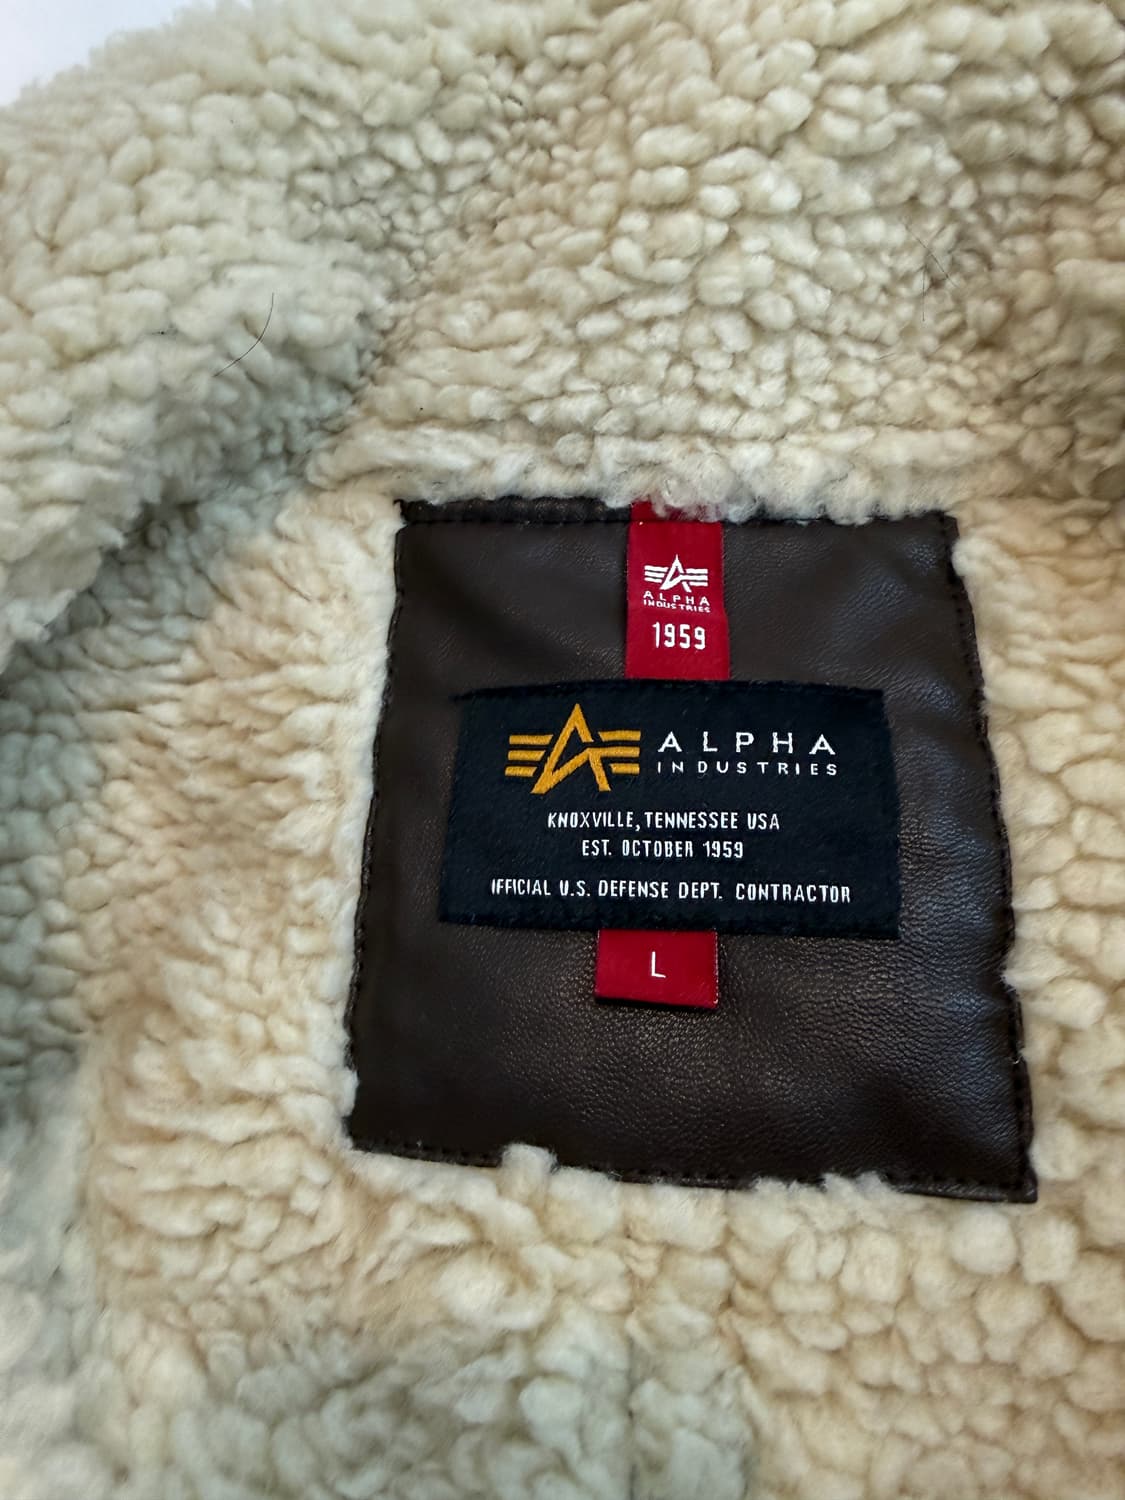 ALPHA
INDUSTRIES
1959
ALPHA
INDUSTRIES
KNOXVILLE, TENNESSEE USA
EST. OCTOBER 1959
OFFICIAL U.S. DEFENSE DEPT. CONTRACTOR
L